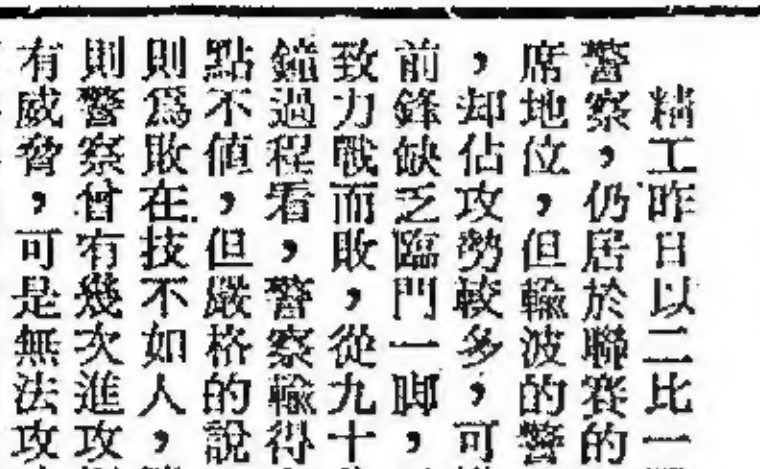 精工昨日以二比一
警察，仍居於聯賽的
席地位，但輸波的警
，却佔攻勢較多，可
前鋒缺乏臨門一脚，
致力戰而敗，從九十
鐘過程看，警察輸得
點不値，但嚴格的說
則爲敗在技不如人，
則警察曾有幾次進攻
有威脅，可是無法攻